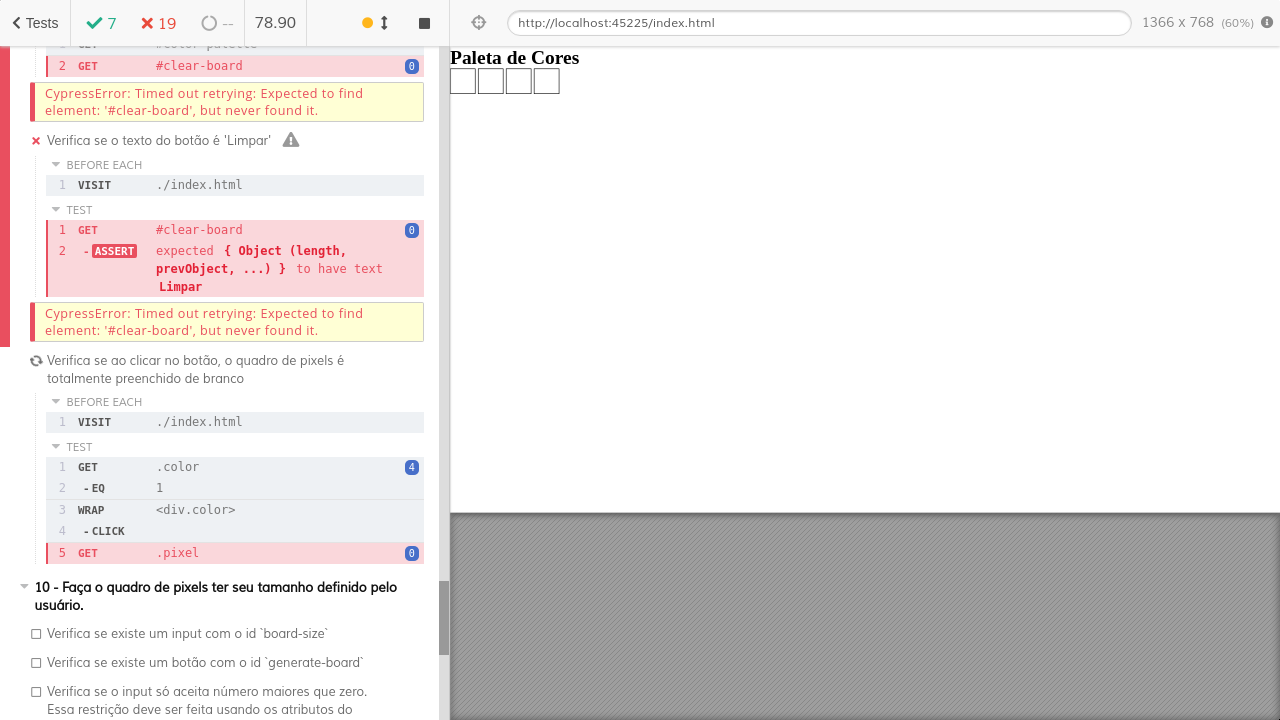 Tests 7 19 -- 78.90 http://localhost:45225/index.html 1366 x 768 (60%)
1 GET #color-palette
2 GET #clear-board 0
CypressError: Timed out retrying: Expected to find
element: '#clear-board', but never found it.
Verifica se o texto do botão é 'Limpar'
BEFORE EACH
1 VISIT ./index.html
TEST
1 GET #clear-board 0
2 - ASSERT expected { Object (length,
prevObject, ...) } to have text
Limpar
CypressError: Timed out retrying: Expected to find
element: '#clear-board', but never found it.
Verifica se ao clicar no botão, o quadro de pixels é
totalmente preenchido de branco
BEFORE EACH
1 VISIT ./index.html
TEST
1 GET .color 4
2 - EQ 1
3 WRAP <div.color>
4 - CLICK
5 GET .pixel 0
10 - Faça o quadro de pixels ter seu tamanho definido pelo
usuário.
Verifica se existe um input com o id `board-size`
Verifica se existe um botão com o id `generate-board`
Verifica se o input só aceita número maiores que zero.
Essa restrição deve ser feita usando os atributos do
Paleta de Cores